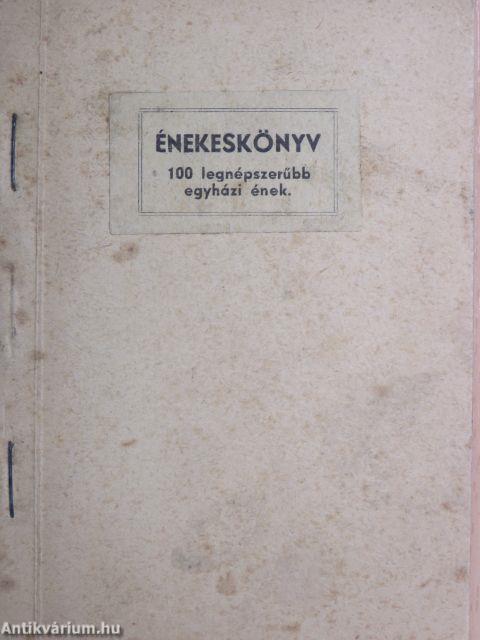 ÉNEKESKÖNYV
100 legnépszerűbb
egyházi ének.
Antikvárium.hu